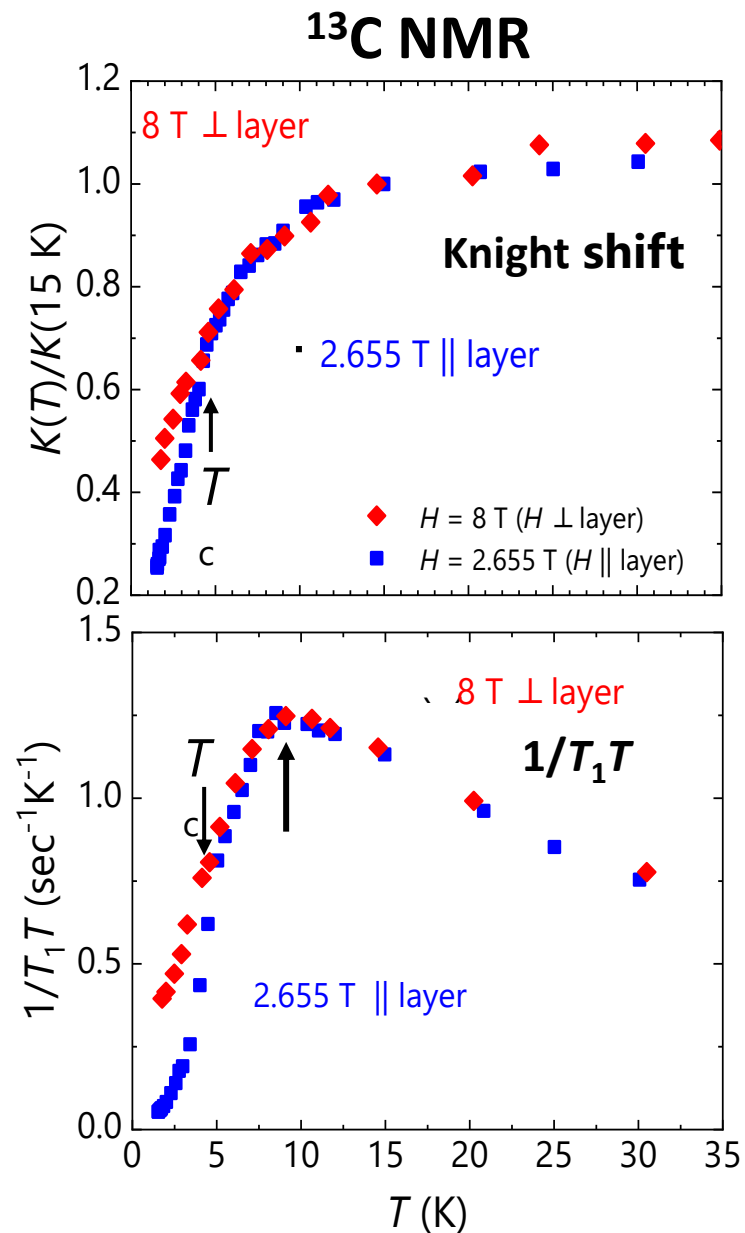 ¹³C NMR
1.2
8 T ⊥ layer
1.0
Knight shift
0.8
2.655 T || layer
0.6
T
0.4
H = 8 T (H ⊥ layer)
c
H = 2.655 T (H || layer)
0.2
K(T)/K(15 K)
1.5
8 T ⊥ layer
1/T₁T
T
1.0
c
0.5
2.655 T || layer
0.0
1/T₁T (sec⁻¹K⁻¹)
0 5 10 15 20 25 30 35
T (K)